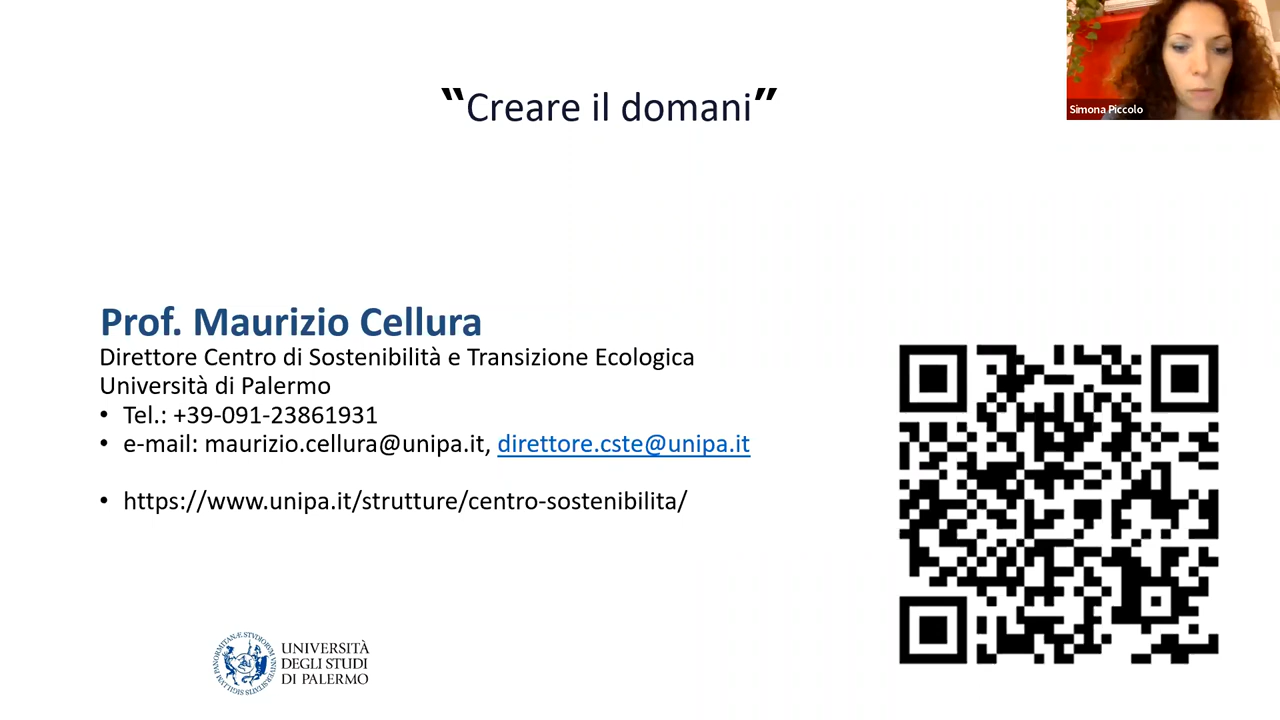 “Creare il domani”
Simona Piccolo
Prof. Maurizio Cellura
Direttore Centro di Sostenibilità e Transizione Ecologica
Università di Palermo
• Tel.: +39-091-23861931
• e-mail: maurizio.cellura@unipa.it, direttore.cste@unipa.it
• https://www.unipa.it/strutture/centro-sostenibilita/
UNIVERSITÀ
DEGLI STUDI
DI PALERMO